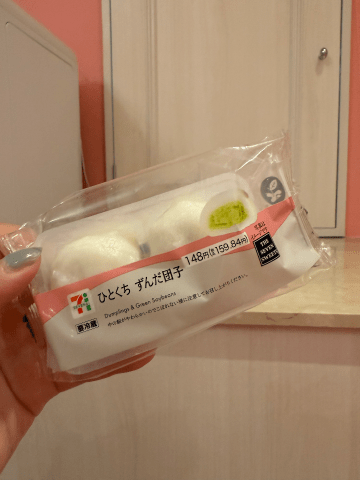 148円(税込159.84円)
ひとくち ずんだ団子
Dumplings & Green Soybeans
要冷蔵
THE
SEVEN
SWEETS